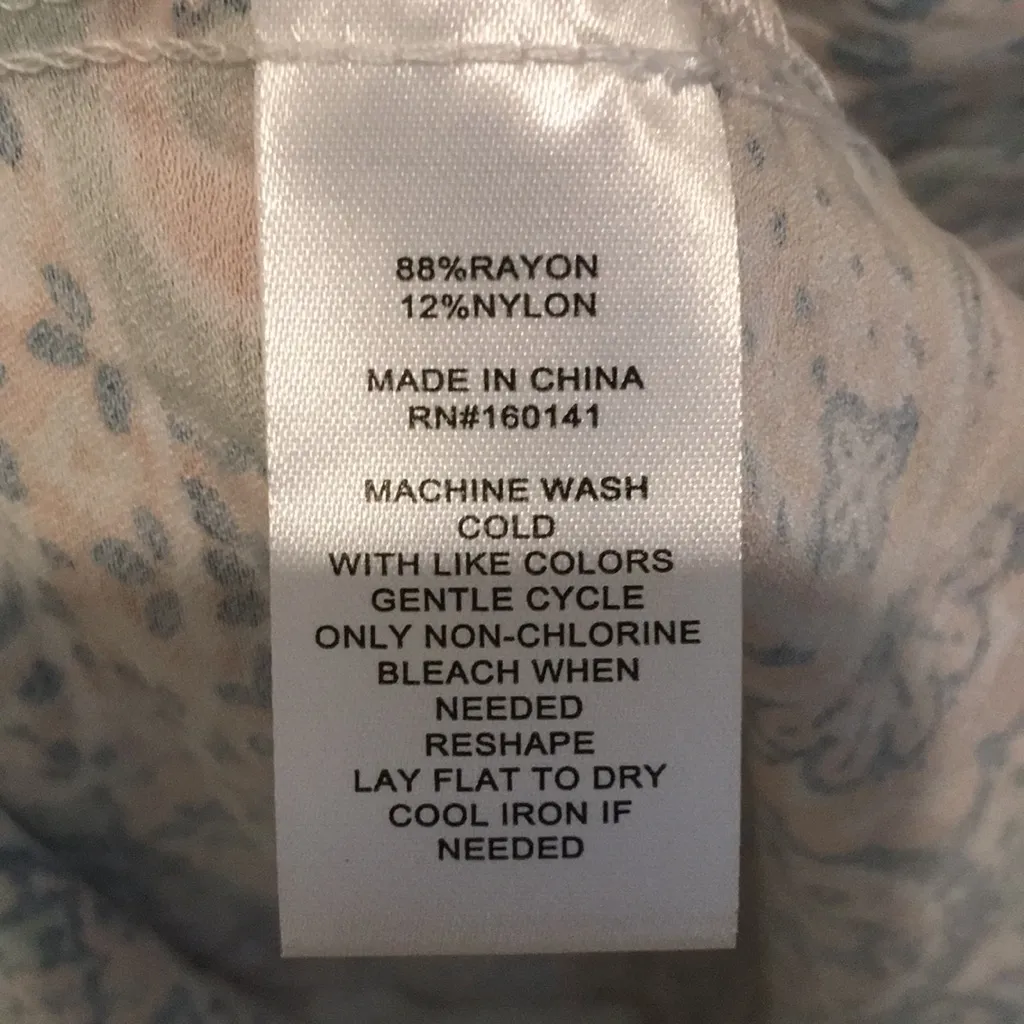 88%RAYON
12%NYLON
MADE IN CHINA
RN#160141
MACHINE WASH
COLD
WITH LIKE COLORS
GENTLE CYCLE
ONLY NON-CHLORINE
BLEACH WHEN
NEEDED
RESHAPE
LAY FLAT TO DRY
COOL IRON IF
NEEDED